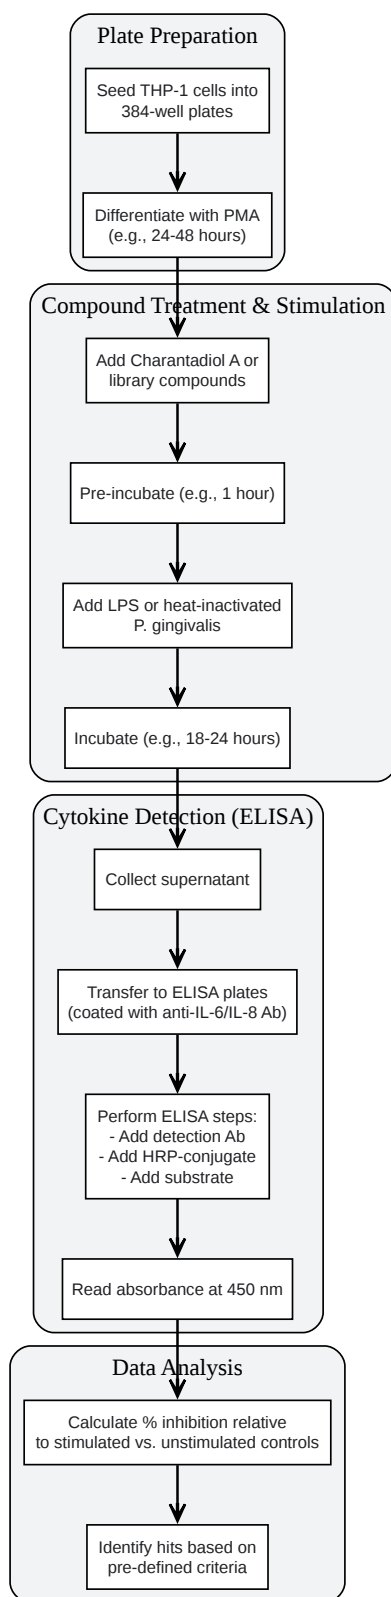 Plate Preparation
Seed THP-1 cells into
384-well plates
Differentiate with PMA
(e.g., 24-48 hours)
Compound Treatment & Stimulation
Add Charantadiol A or
library compounds
Pre-incubate (e.g., 1 hour)
Add LPS or heat-inactivated
P. gingivalis
Incubate (e.g., 18-24 hours)
Cytokine Detection (ELISA)
Collect supernatant
Transfer to ELISA plates
(coated with anti-IL-6/IL-8 Ab)
Perform ELISA steps:
- Add detection Ab
- Add HRP-conjugate
- Add substrate
Read absorbance at 450 nm
Data Analysis
Calculate % inhibition relative
to stimulated vs. unstimulated controls
Identify hits based on
pre-defined criteria